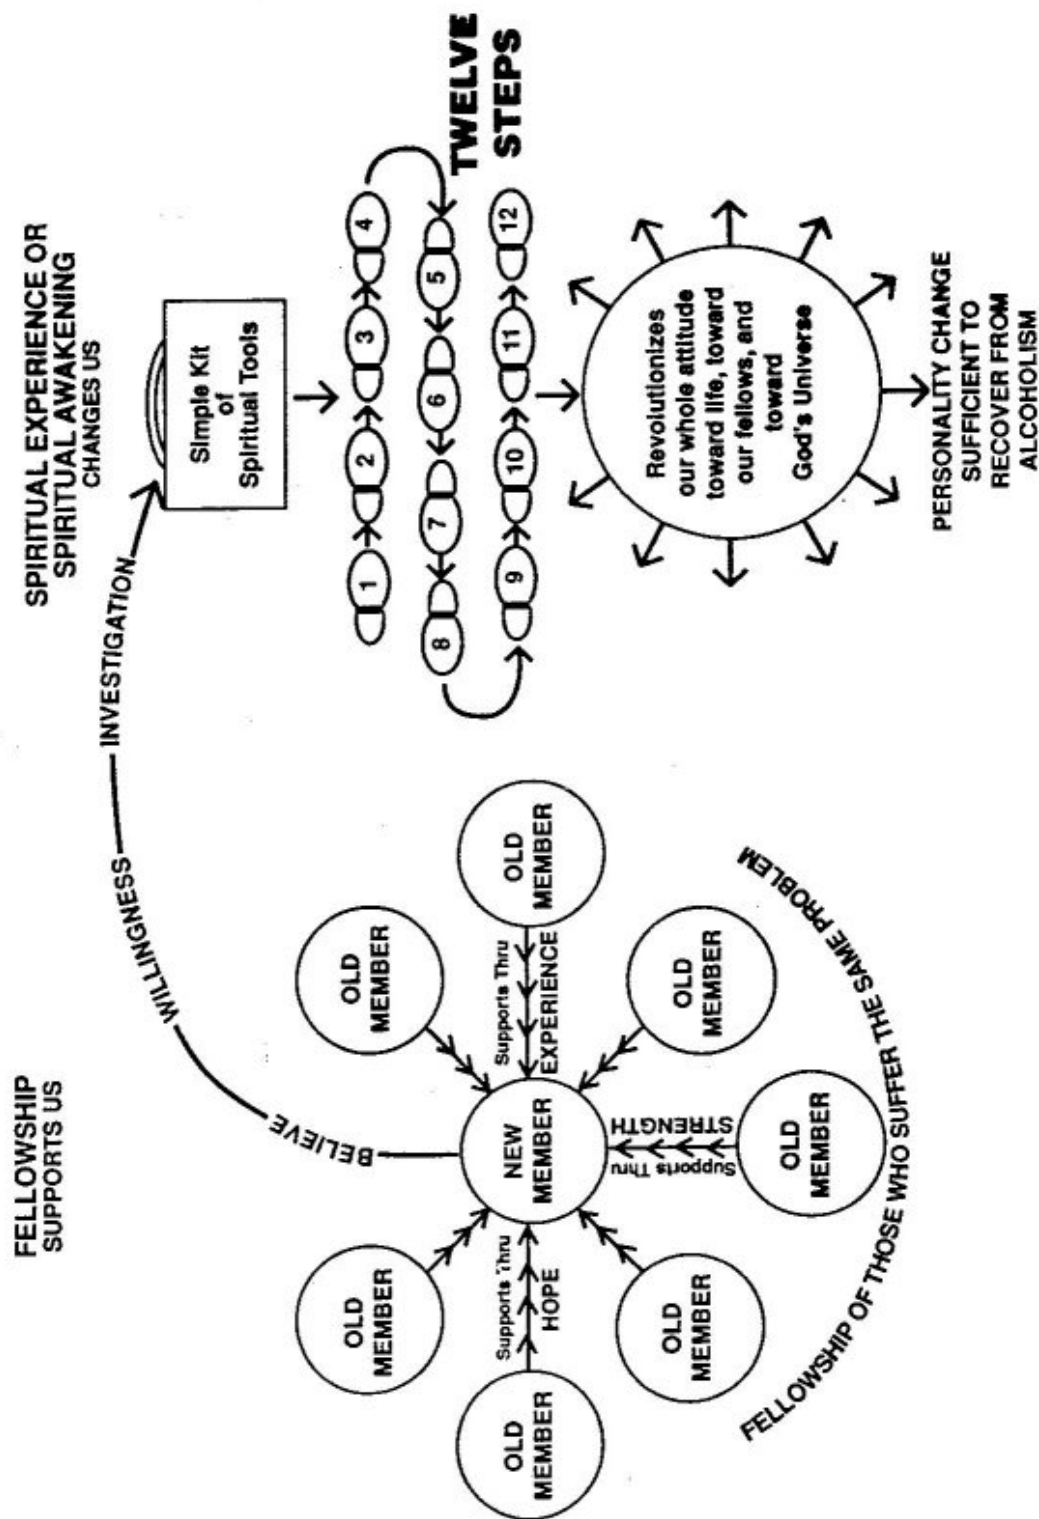 FELLOWSHIP
SUPPORTS US
SPIRITUAL EXPERIENCE OR
SPIRITUAL AWAKENING
CHANGES US
BELIEVE
WILLINGNESS
INVESTIGATION
OLD
MEMBER
OLD
MEMBER
OLD
MEMBER
Supports Thru
HOPE
NEW
MEMBER
Supports Thru
EXPERIENCE
OLD
MEMBER
OLD
MEMBER
Supports Thru
STRENGTH
OLD
MEMBER
OLD
MEMBER
FELLOWSHIP OF THOSE WHO SUFFER THE SAME PROBLEM
Simple Kit
of
Spiritual Tools
1 2 3 4
8 7 6 5
9 10 11 12
TWELVE
STEPS
Revolutionizes
our whole attitude
toward life, toward
our fellows, and
toward
God's Universe
PERSONALITY CHANGE
SUFFICIENT TO
RECOVER FROM
ALCOHOLISM